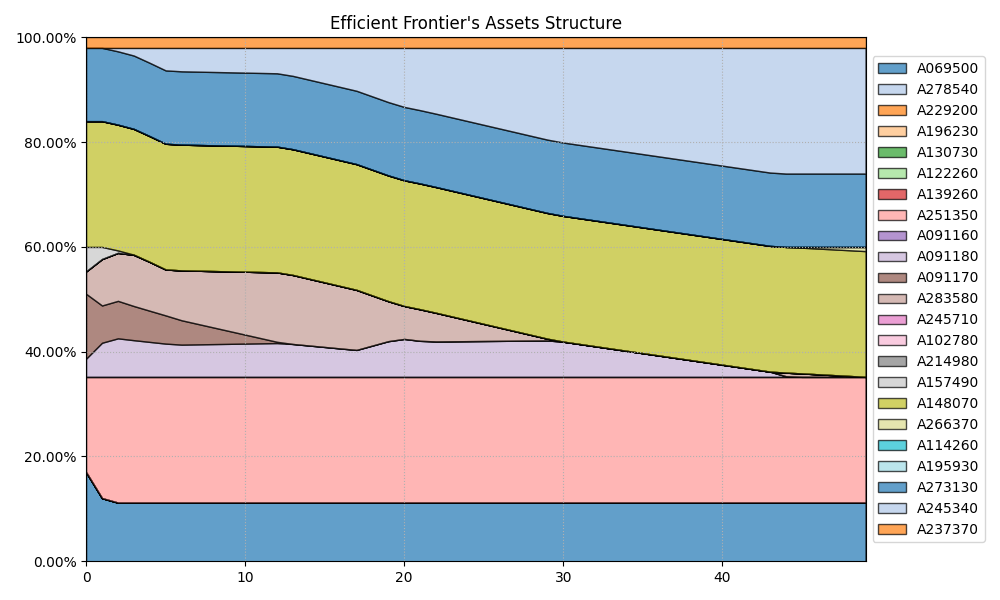 Efficient Frontier's Assets Structure
100.00%
80.00%
60.00%
40.00%
20.00%
0.00%
0
10
20
30
40
A069500
A278540
A229200
A196230
A130730
A122260
A139260
A251350
A091160
A091180
A091170
A283580
A245710
A102780
A214980
A157490
A148070
A266370
A114260
A195930
A273130
A245340
A237370